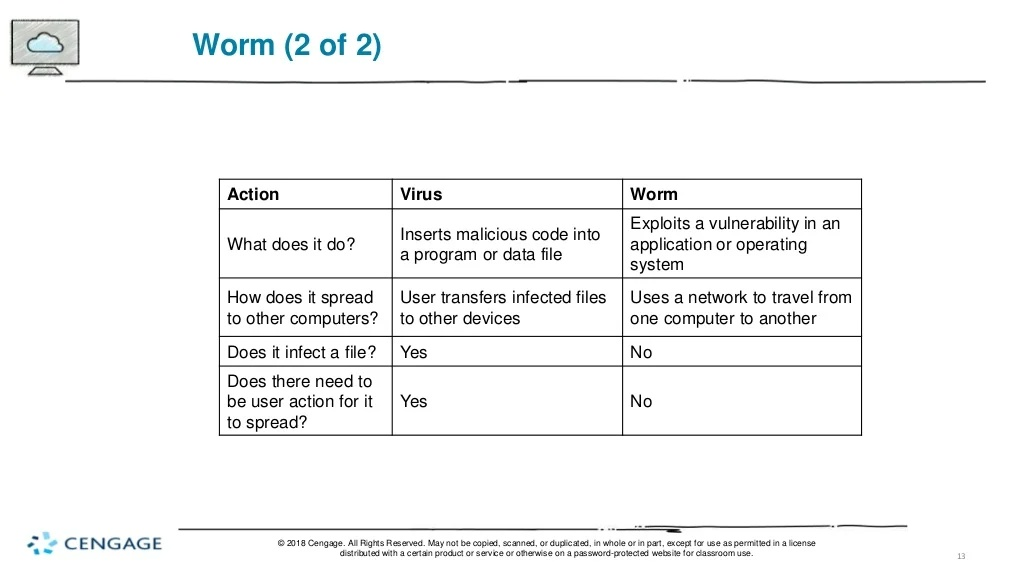 Worm (2 of 2)
Action
Virus
Worm
What does it do?
Inserts malicious code into
a program or data file
Exploits a vulnerability in an
application or operating
system
How does it spread
to other computers?
User transfers infected files
to other devices
Uses a network to travel from
one computer to another
Does it infect a file?
Yes
No
Does there need to
be user action for it
to spread?
Yes
No
CENGAGE
© 2018 Cengage. All Rights Reserved. May not be copied, scanned, or duplicated, in whole or in part, except for use as permitted in a license
distributed with a certain product or service or otherwise on a password-protected website for classroom use.
13